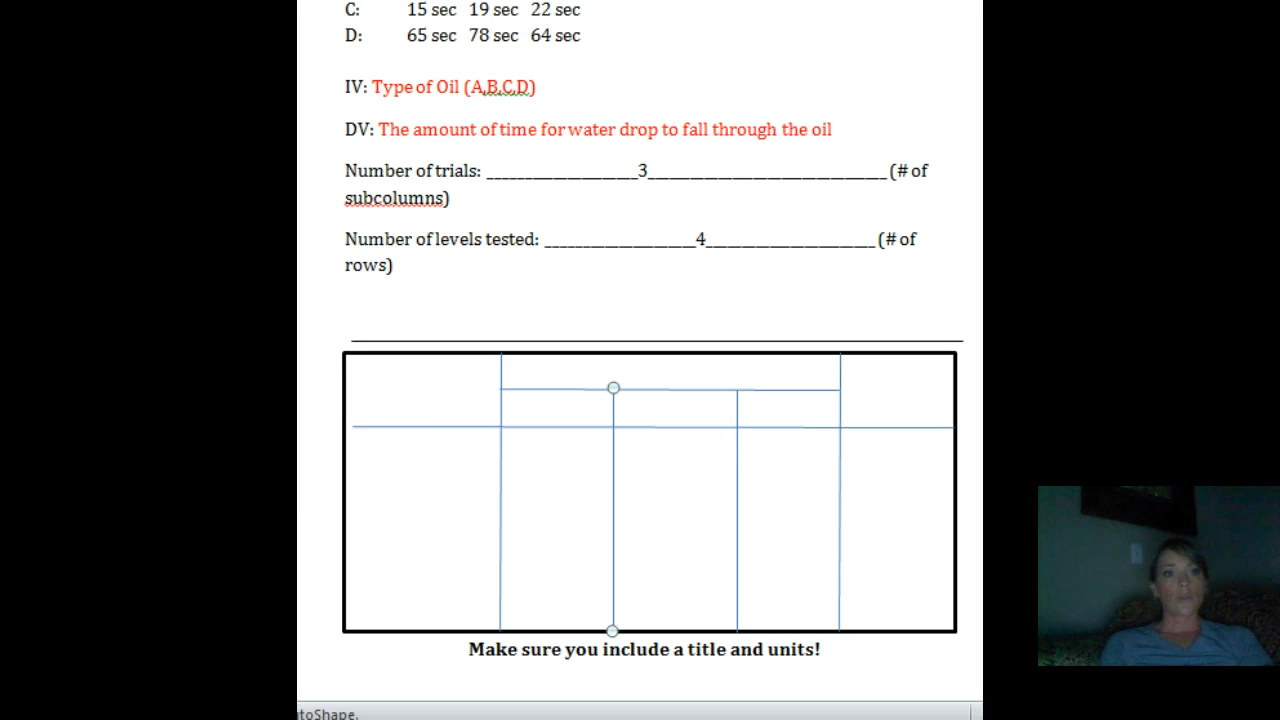 C: 15 sec 19 sec 22 sec
D: 65 sec 78 sec 64 sec
IV: Type of Oil (A,B,C,D)
DV: The amount of time for water drop to fall through the oil
Number of trials: __________________3____________________________ (# of
subcolumns)
Number of levels tested: __________________4____________________ (# of
rows)
Make sure you include a title and units!
toShape.